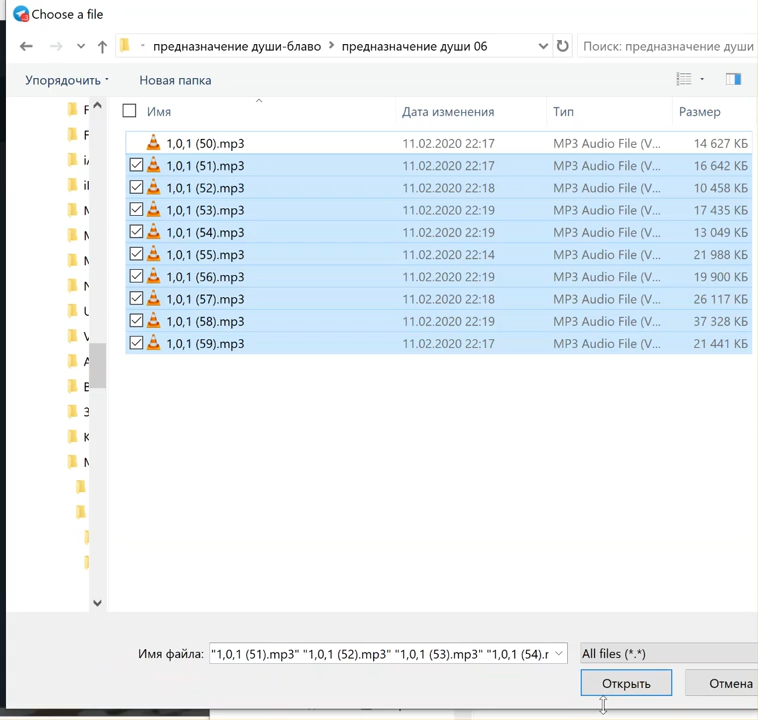 Choose a file
предназначение души-блаво > предназначение души 06
Поиск: предназначение души
Упорядочить
Новая папка
Имя Дата изменения Тип Размер
1,0,1 (50).mp3 11.02.2020 22:17 MP3 Audio File (V... 14 627 КБ
1,0,1 (51).mp3 11.02.2020 22:17 MP3 Audio File (V... 16 642 КБ
1,0,1 (52).mp3 11.02.2020 22:18 MP3 Audio File (V... 10 458 КБ
1,0,1 (53).mp3 11.02.2020 22:19 MP3 Audio File (V... 17 435 КБ
1,0,1 (54).mp3 11.02.2020 22:19 MP3 Audio File (V... 13 049 КБ
1,0,1 (55).mp3 11.02.2020 22:14 MP3 Audio File (V... 21 988 КБ
1,0,1 (56).mp3 11.02.2020 22:19 MP3 Audio File (V... 19 900 КБ
1,0,1 (57).mp3 11.02.2020 22:18 MP3 Audio File (V... 26 117 КБ
1,0,1 (58).mp3 11.02.2020 22:19 MP3 Audio File (V... 37 328 КБ
1,0,1 (59).mp3 11.02.2020 22:17 MP3 Audio File (V... 21 441 КБ
Имя файла: "1,0,1 (51).mp3" "1,0,1 (52).mp3" "1,0,1 (53).mp3" "1,0,1 (54).r
All files (*.*)
Открыть
Отмена